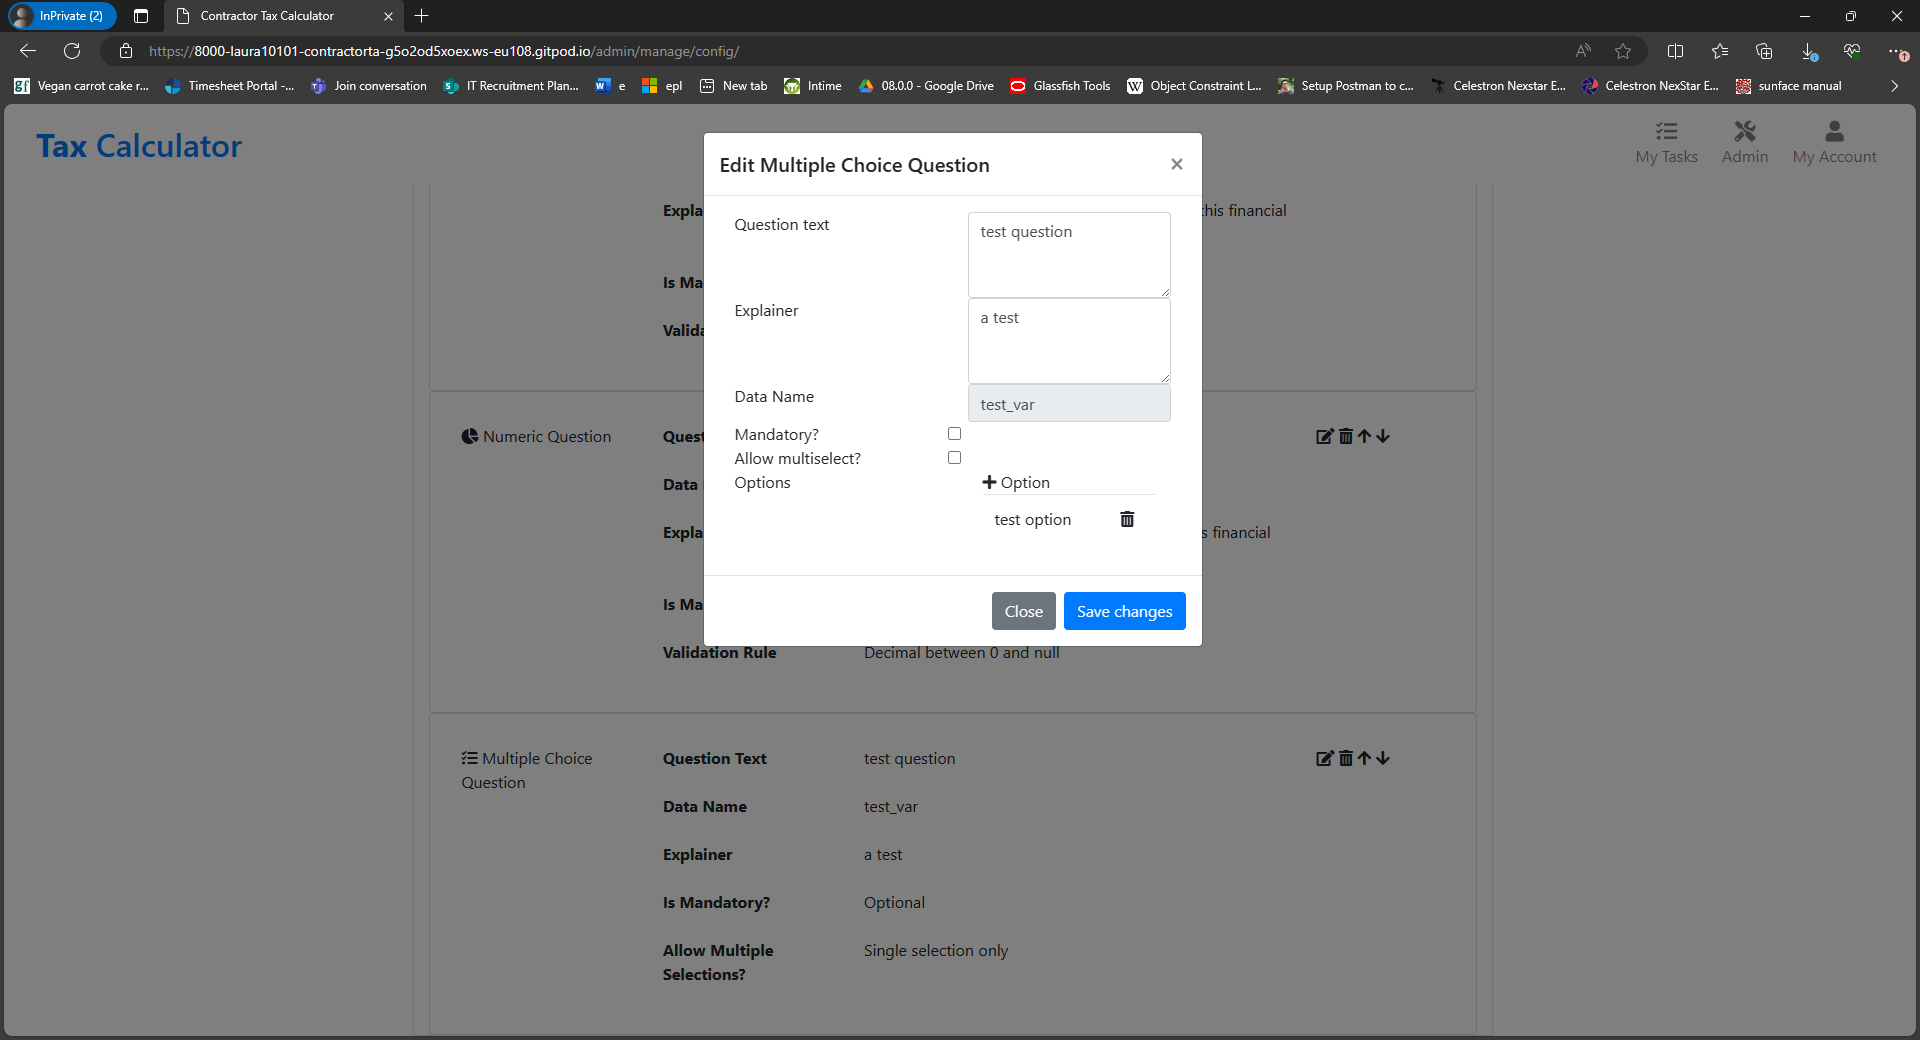 InPrivate (2)
Contractor Tax Calculator
https://8000-laura10101-contractorta-g5o2od5xoex.ws-eu108.gitpod.io/admin/manage/config/
Vegan carrot cake r...
Timesheet Portal -...
Join conversation
IT Recruitment Plan...
e
epl
New tab
Intime
08.0.0 - Google Drive
Glassfish Tools
Object Constraint L...
Setup Postman to c...
Celestron Nexstar E...
Celestron NexStar E...
sunface manual
Tax Calculator
My Tasks
Admin
My Account
Edit Multiple Choice Question
Question text
test question
Explainer
a test
Data Name
test_var
Mandatory?
Allow multiselect?
Options
Option
test option
Close
Save changes
Expla
his financial
Is Ma
Valida
Numeric Question
Quest
Data
Expla
s financial
Is Ma
Validation Rule
Decimal between 0 and null
Multiple Choice
Question
Question Text
test question
Data Name
test_var
Explainer
a test
Is Mandatory?
Optional
Allow Multiple
Selections?
Single selection only